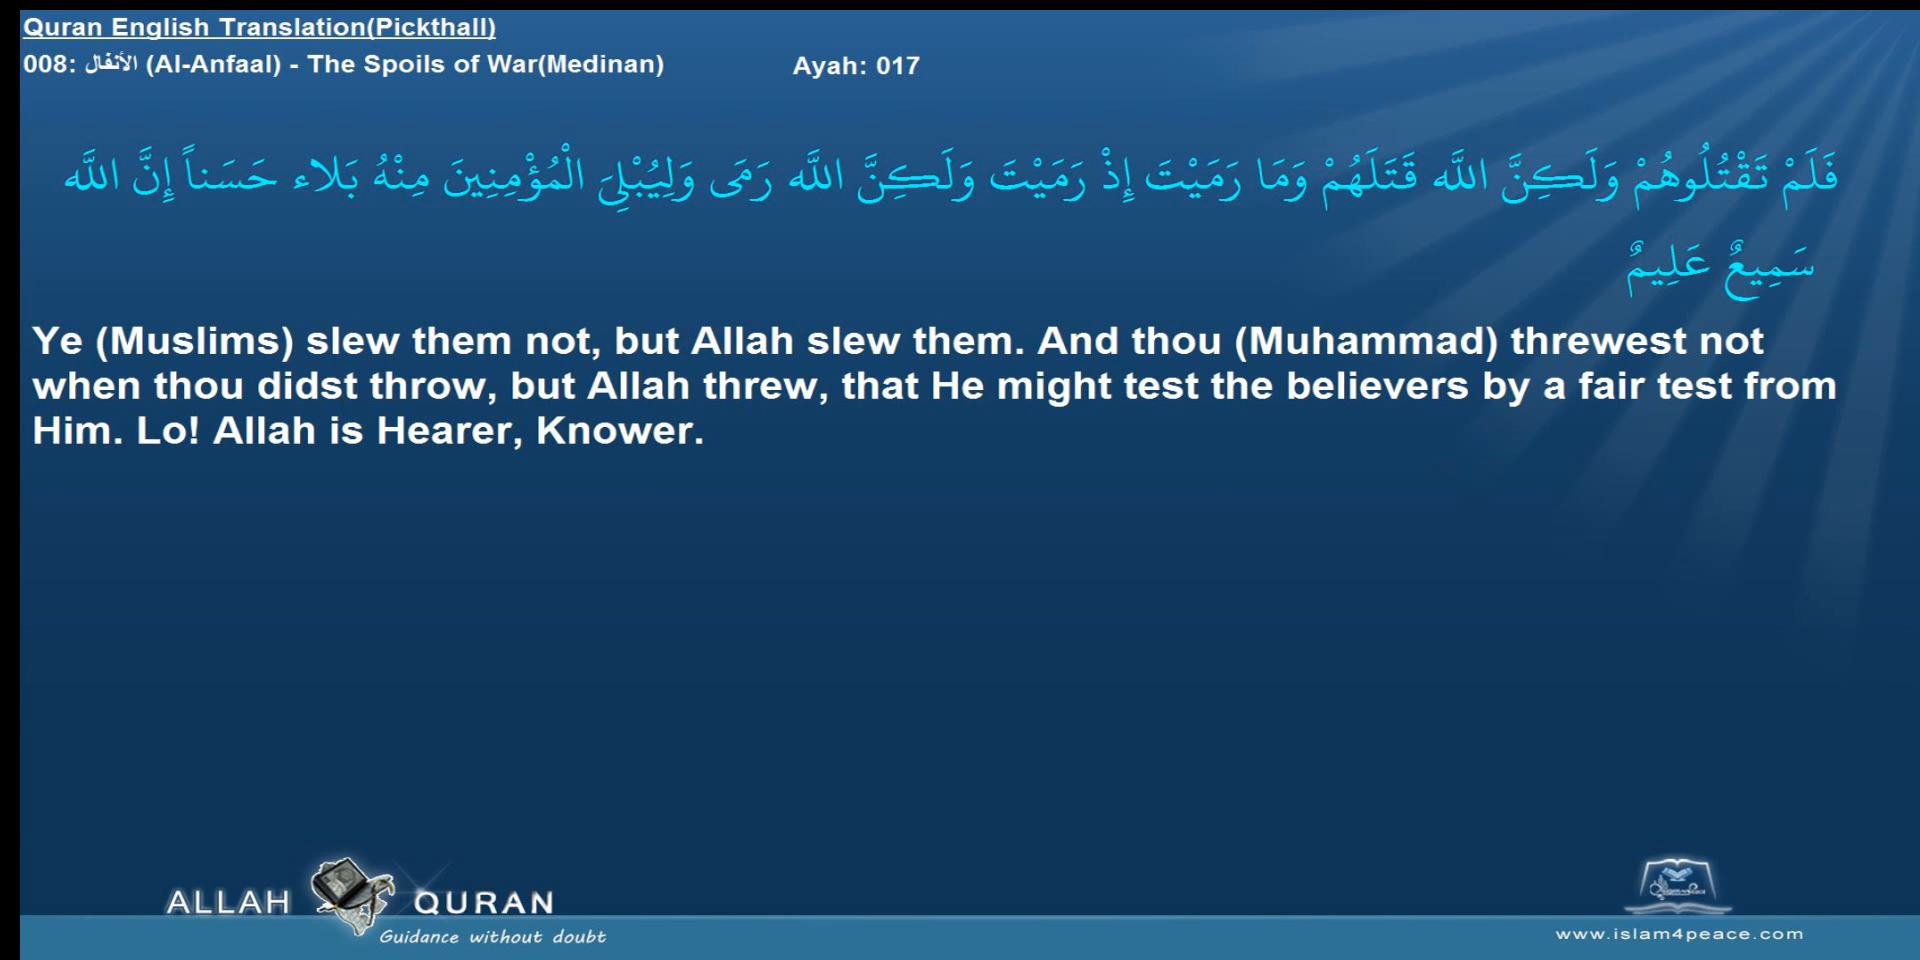 Quran English Translation(Pickthall)
008: الأنفال (Al-Anfaal) - The Spoils of War(Medinan) Ayah: 017
فَلَمْ تَقْتُلُوهُمْ وَلَـكِنَّ اللَّه قَتَلَهُمْ وَمَا رَمَيْتَ إِذْ رَمَيْتَ وَلَـكِنَّ اللَّه رَمَى وَلِيُبْلِيَ الْمُؤْمِنِينَ مِنْهُ بَلاء حَسَناً إِنَّ اللَّه
سَمِيعٌ عَلِيمٌ
Ye (Muslims) slew them not, but Allah slew them. And thou (Muhammad) threwest not
when thou didst throw, but Allah threw, that He might test the believers by a fair test from
Him. Lo! Allah is Hearer, Knower.
ALLAH QURAN
Guidance without doubt
www.islam4peace.com